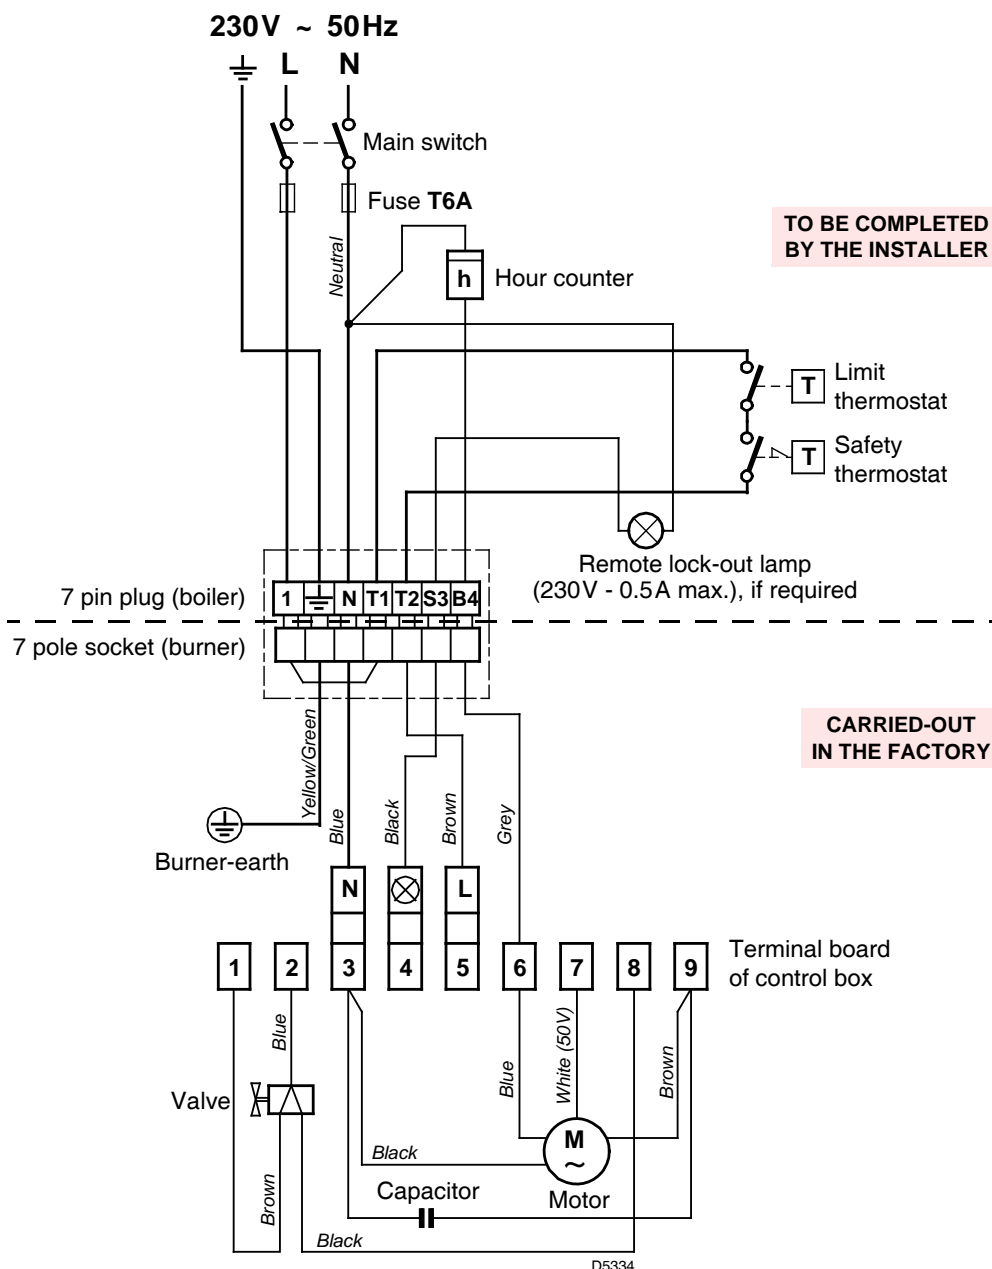 230V ~ 50Hz
L N
Main switch
Fuse T6A
Neutral
TO BE COMPLETED
BY THE INSTALLER
h
Hour counter
T
Limit
thermostat
T
Safety
thermostat
Remote lock-out lamp
(230V - 0.5A max.), if required
7 pin plug (boiler)
1 N T1 T2 S3 B4
7 pole socket (burner)
CARRIED-OUT
IN THE FACTORY
Yellow/Green
Blue
Black
Brown
Grey
Burner-earth
N L
1 2 3 4 5 6 7 8 9
Terminal board
of control box
Blue
Blue
White (50V)
Brown
Valve
M
~
Motor
Black
Capacitor
Brown
Black
D5334